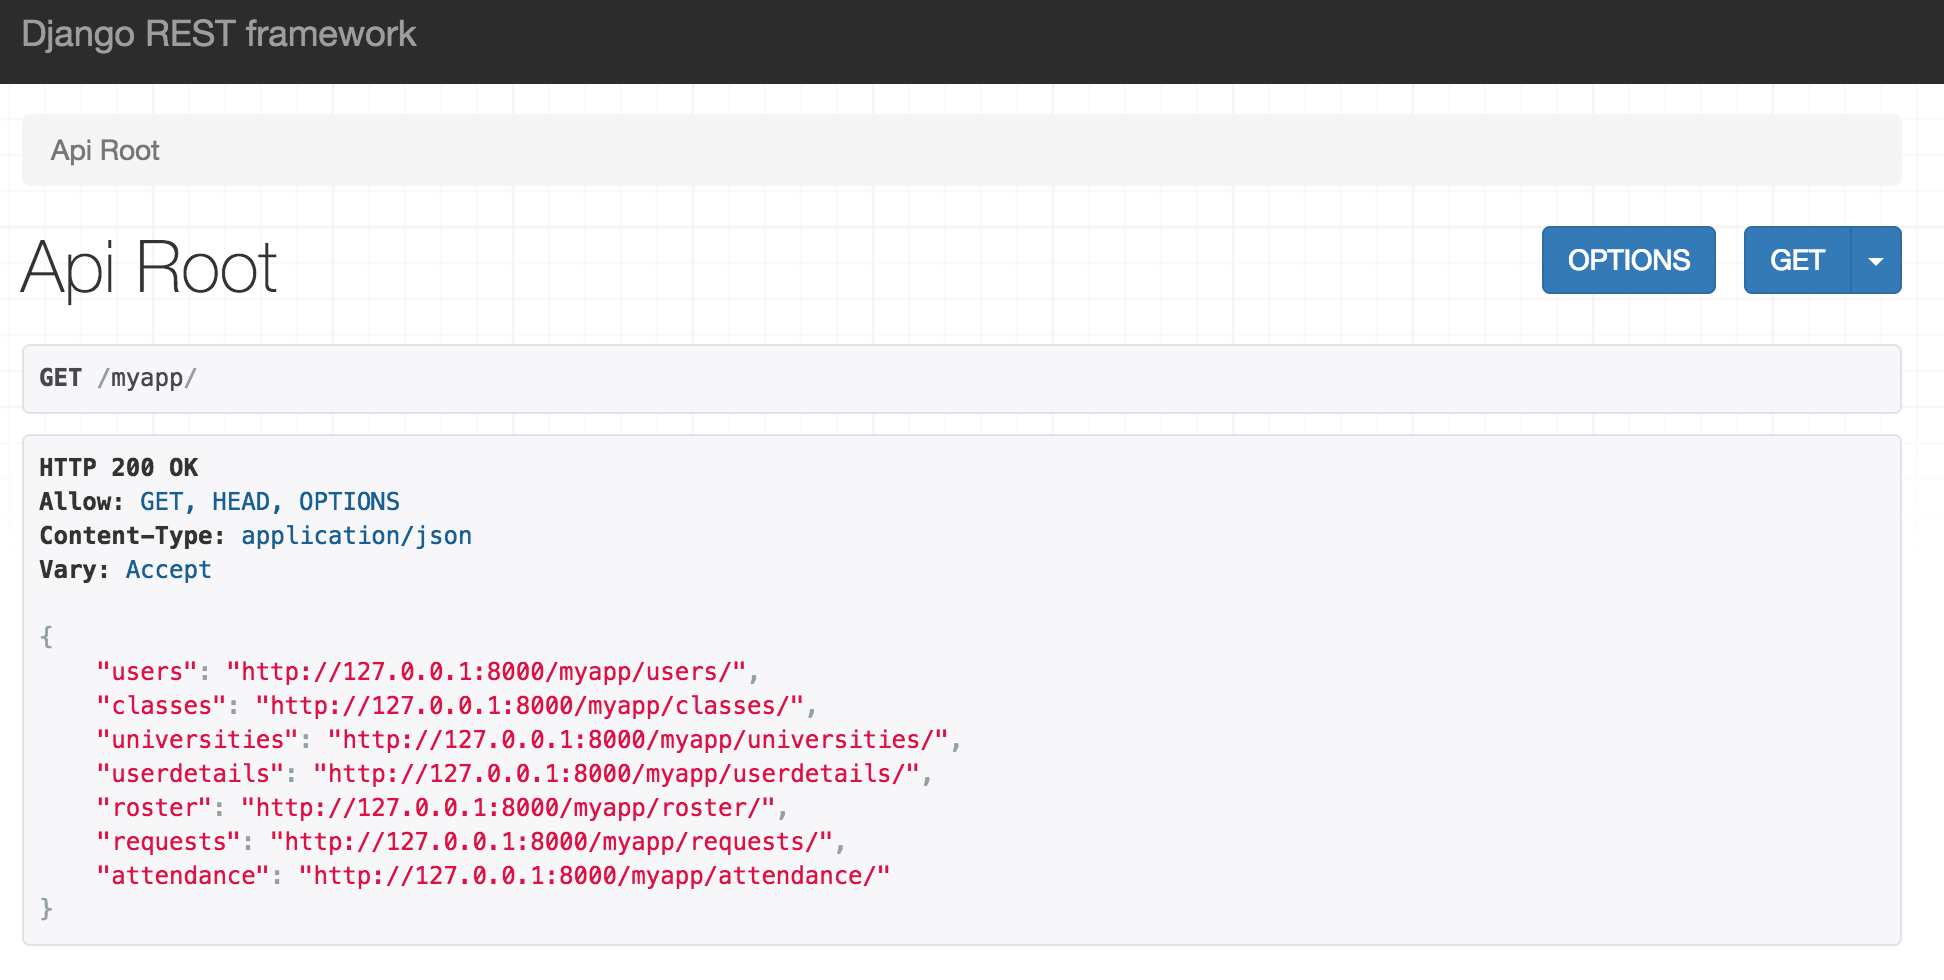 Django REST framework
Api Root
Api Root
OPTIONS
GET
GET /myapp/
HTTP 200 OK
Allow: GET, HEAD, OPTIONS
Content-Type: application/json
Vary: Accept
{
    "users": "http://127.0.0.1:8000/myapp/users/",
    "classes": "http://127.0.0.1:8000/myapp/classes/",
    "universities": "http://127.0.0.1:8000/myapp/universities/",
    "userdetails": "http://127.0.0.1:8000/myapp/userdetails/",
    "roster": "http://127.0.0.1:8000/myapp/roster/",
    "requests": "http://127.0.0.1:8000/myapp/requests/",
    "attendance": "http://127.0.0.1:8000/myapp/attendance/"
}